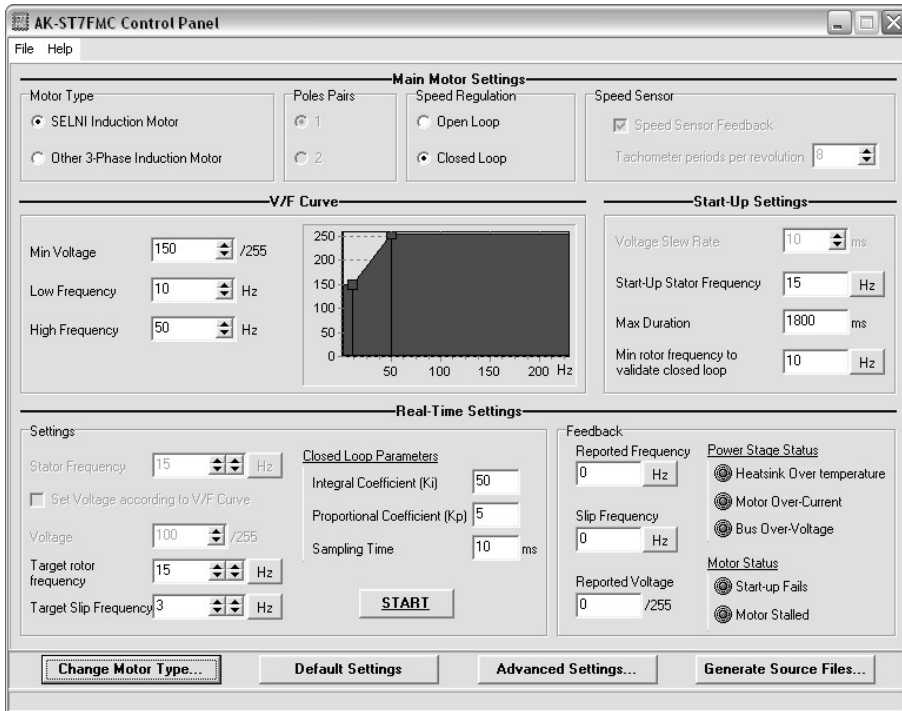 AK-ST7FMC Control Panel
File Help
Main Motor Settings
Motor Type
SELNI Induction Motor
Other 3-Phase Induction Motor
Poles Pairs
1
2
Speed Regulation
Open Loop
Closed Loop
Speed Sensor
Speed Sensor Feedback
Tachometer periods per revolution 8
V/F Curve
Min Voltage 150 /255
Low Frequency 10 Hz
High Frequency 50 Hz
250
200
150
100
50
0
50 100 150 200 Hz
Start-Up Settings
Voltage Slew Rate 10 ms
Start-Up Stator Frequency 15 Hz
Max Duration 1800 ms
Min rotor frequency to
validate closed loop 10 Hz
Real-Time Settings
Settings
Stator Frequency 15 Hz
Set Voltage according to V/F Curve
Voltage 100 /255
Target rotor
frequency 15 Hz
Target Slip Frequency 3 Hz
Closed Loop Parameters
Integral Coefficient (Ki) 50
Proportional Coefficient (Kp) 5
Sampling Time 10 ms
START
Feedback
Reported Frequency
0 Hz
Slip Frequency
0 Hz
Reported Voltage
0 /255
Power Stage Status
Heatsink Over temperature
Motor Over-Current
Bus Over-Voltage
Motor Status
Start-up Fails
Motor Stalled
Change Motor Type... Default Settings Advanced Settings... Generate Source Files...